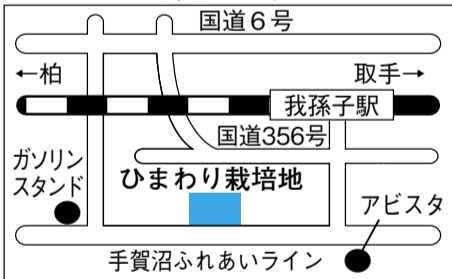 国道6号
←柏
取手→
我孫子駅
国道356号
ガソリン
スタンド
ひまわり栽培地
アビスタ
手賀沼ふれあいライン